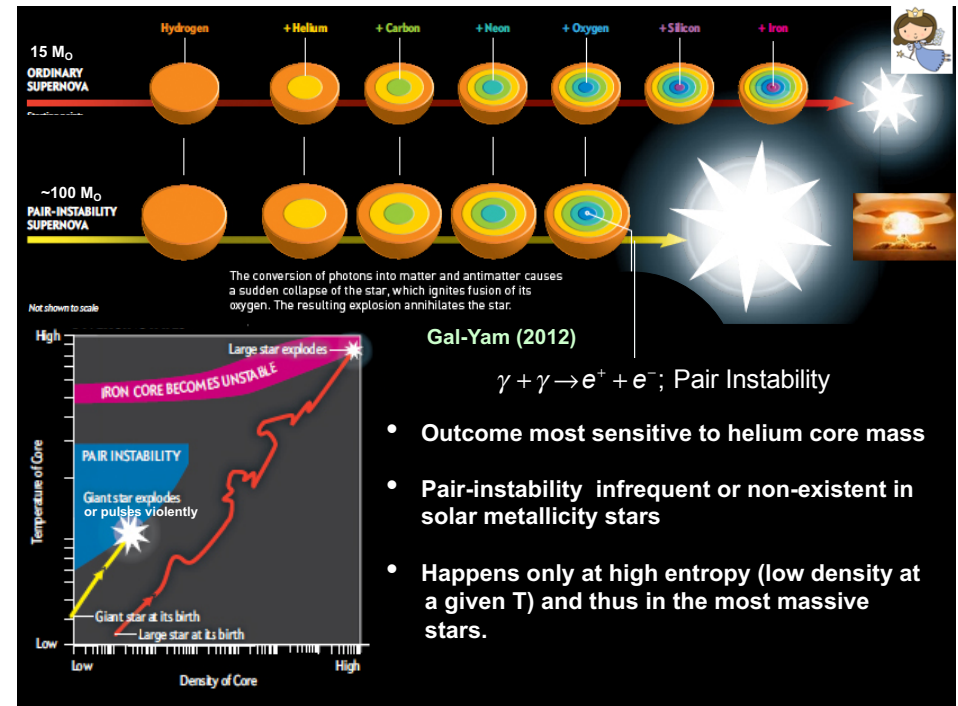 Hydrogen + Helium + Carbon + Neon + Oxygen + Silicon + Iron
15 M<sub>O</sub>
ORDINARY
SUPERNOVA
~100 M<sub>O</sub>
PAIR-INSTABILITY
SUPERNOVA
The conversion of photons into matter and antimatter causes
a sudden collapse of the star, which ignites fusion of its
oxygen. The resulting explosion annihilates the star.
Not shown to scale
High
Large star explodes
IRON CORE BECOMES UNSTABLE
PAIR INSTABILITY
Giant star explodes
or pulses violently
Temperature of Core
Giant star at its birth
Large star at its birth
Low
Low High
Density of Core
Gal-Yam (2012)
γ + γ → e⁺ + e⁻; Pair Instability
• Outcome most sensitive to helium core mass
• Pair-instability infrequent or non-existent in
solar metallicity stars
• Happens only at high entropy (low density at
a given T) and thus in the most massive
stars.